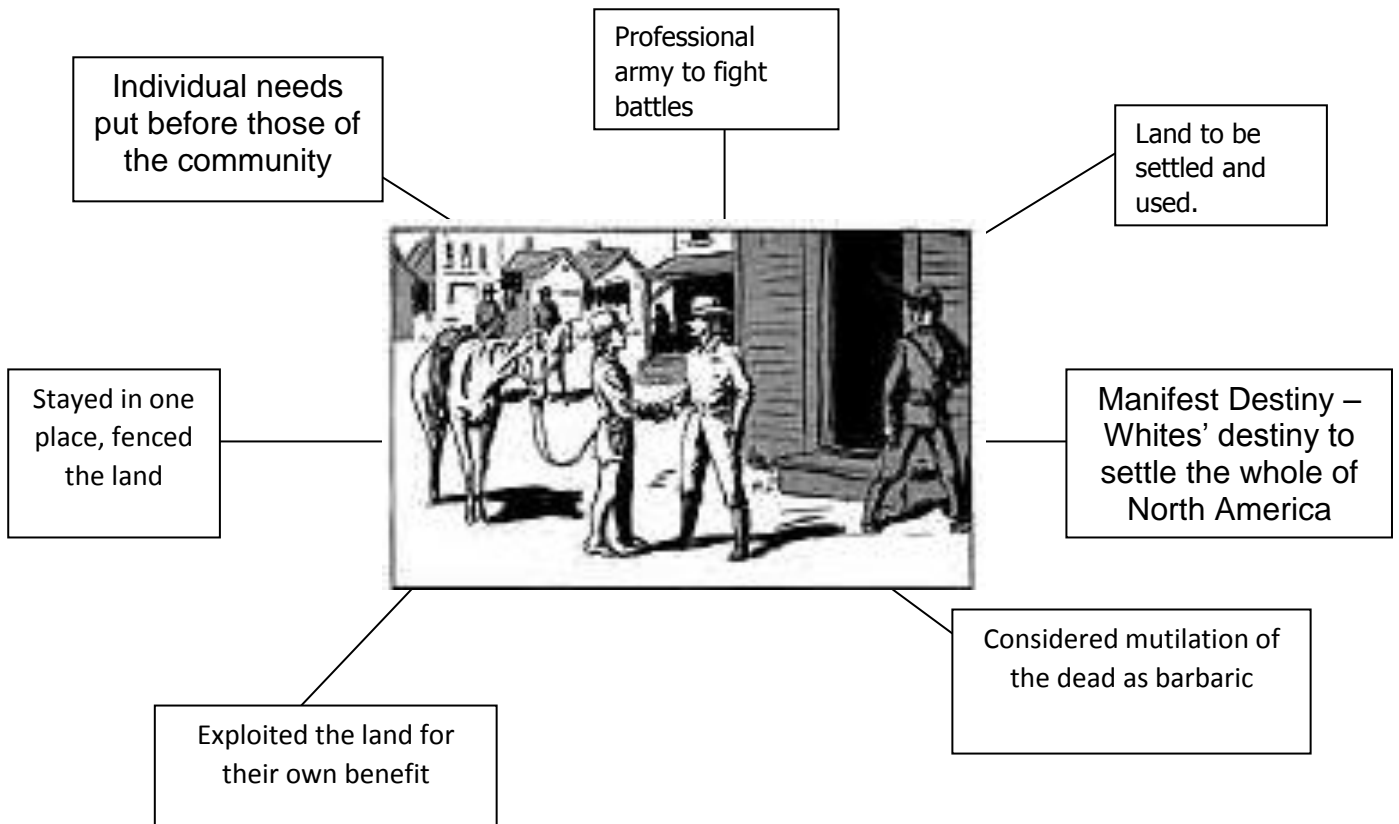 Professional
army to fight
battles
Individual needs
put before those of
the community
Land to be
settled and
used.
Stayed in one
place, fenced
the land
Manifest Destiny –
Whites’ destiny to
settle the whole of
North America
Considered mutilation of
the dead as barbaric
Exploited the land for
their own benefit